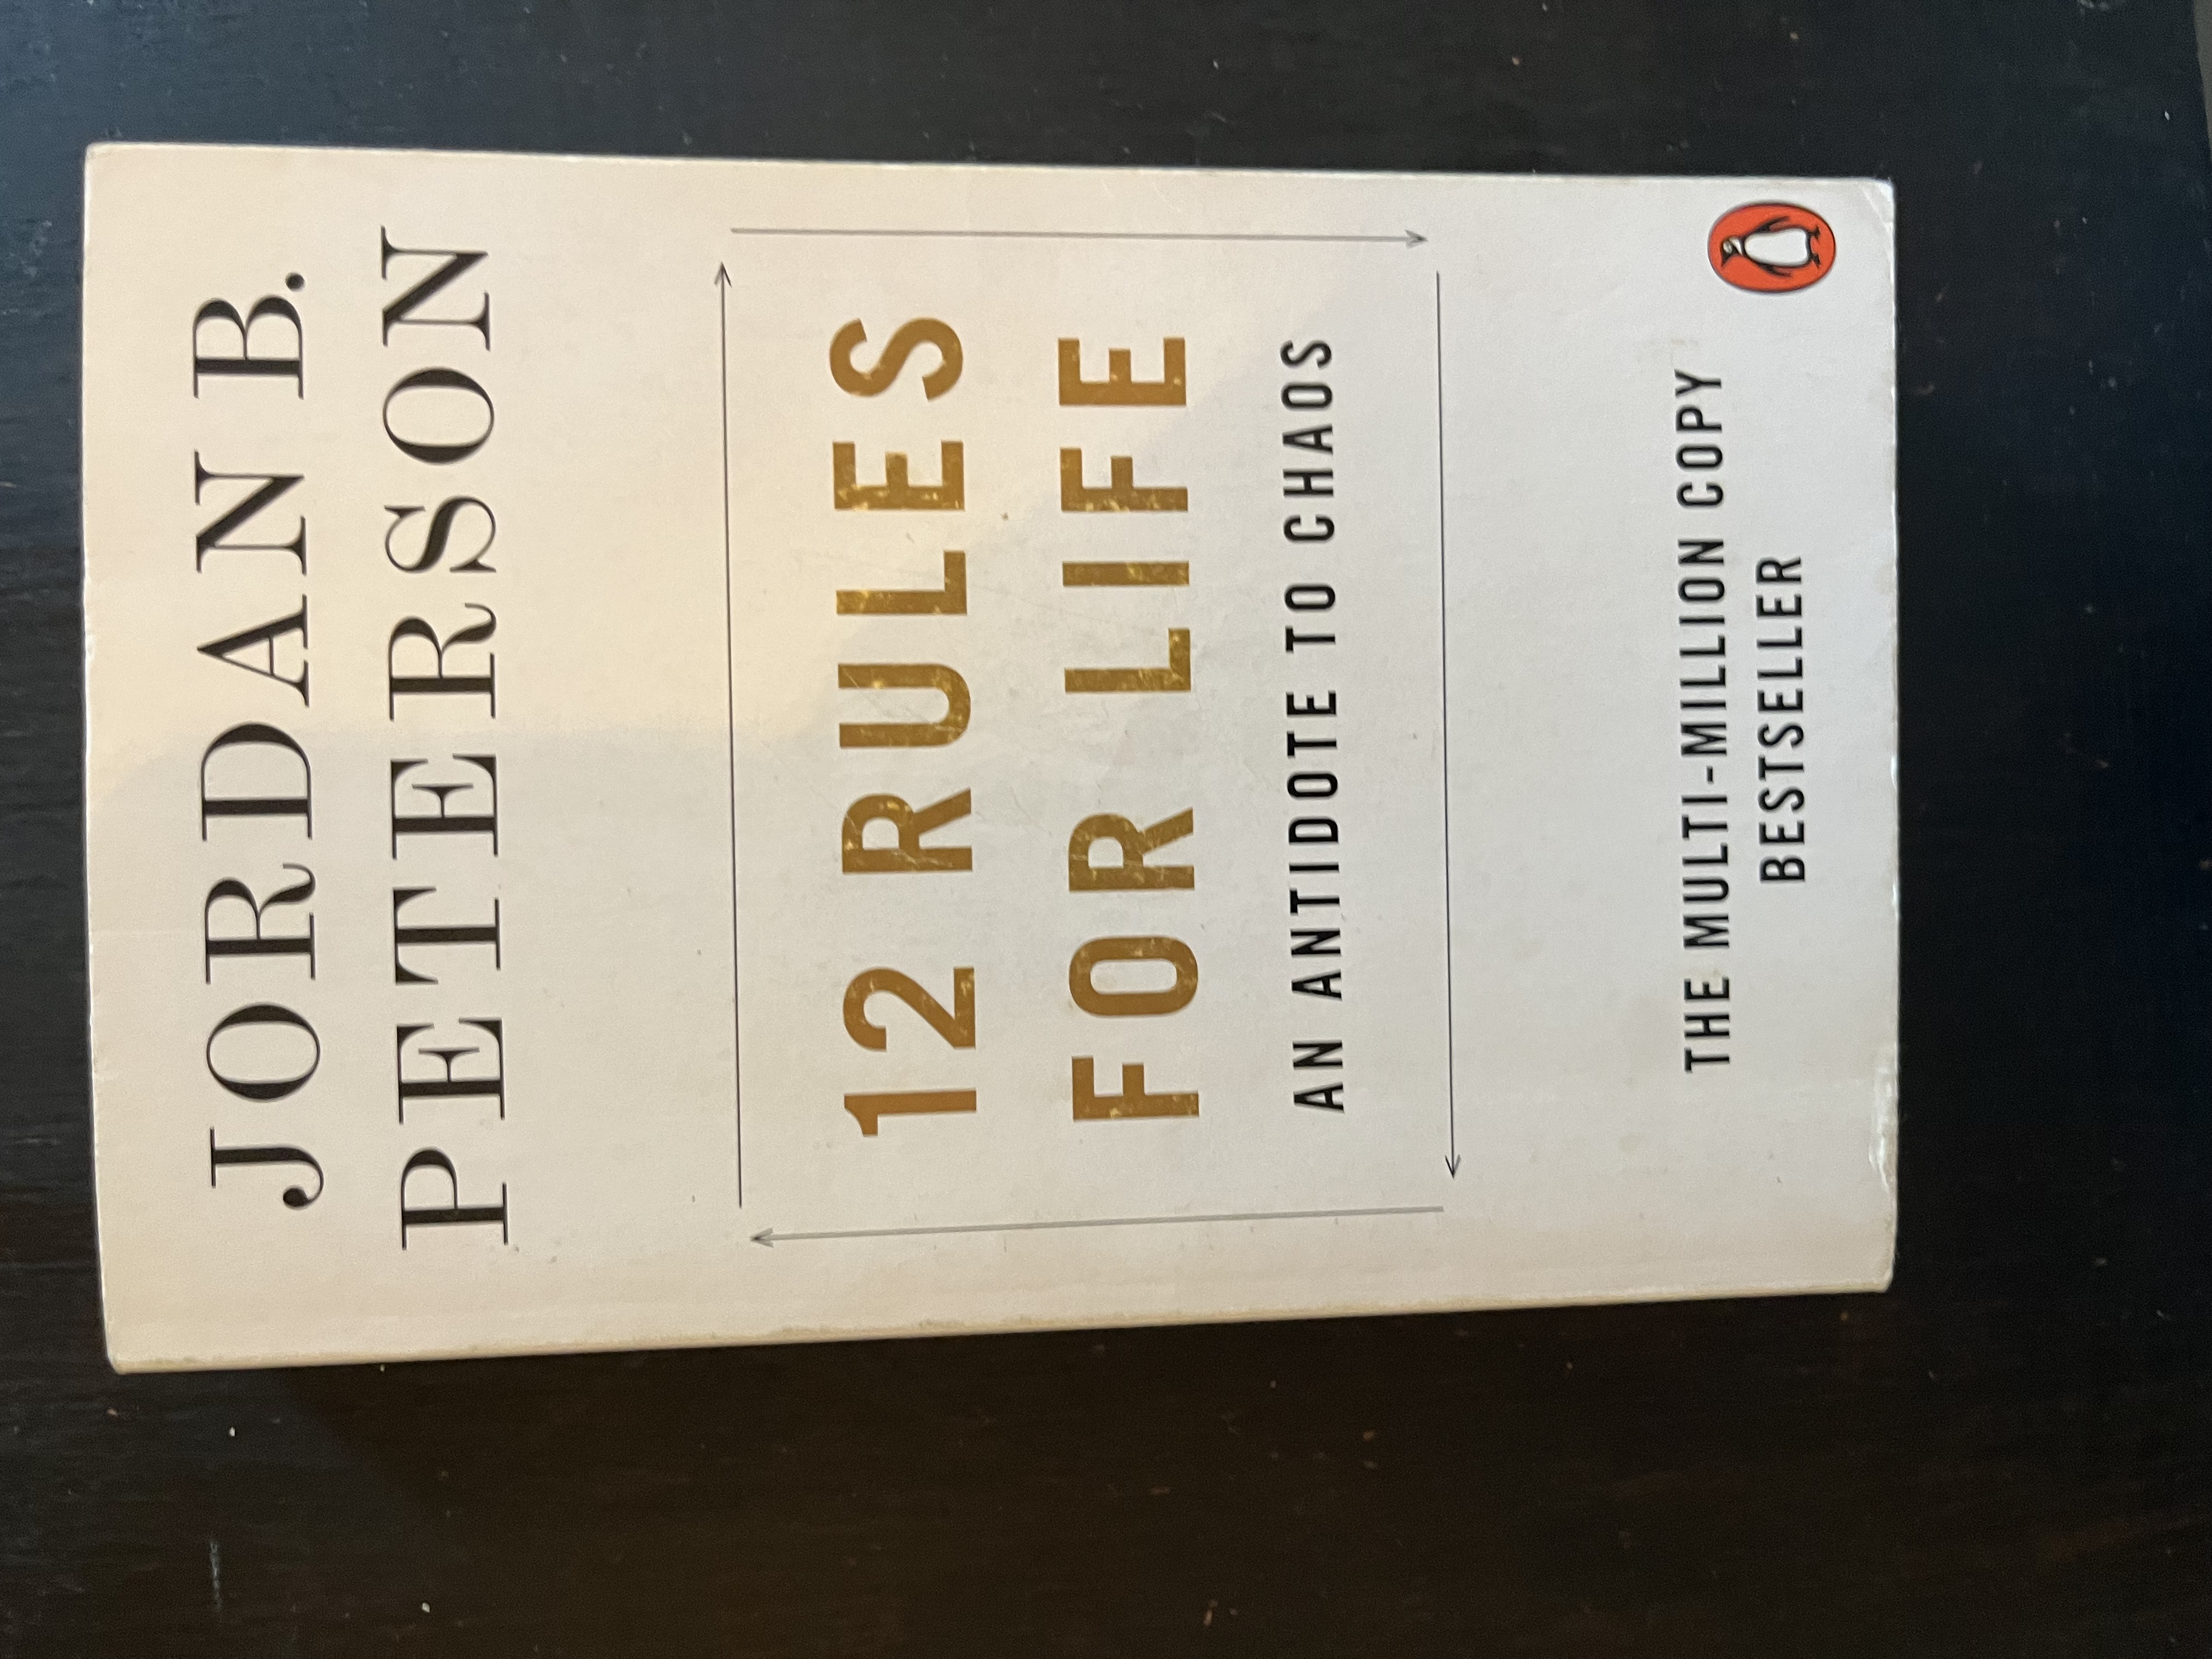 JORDAN B.
PETERSON
12 RULES
FOR LIFE
AN ANTIDOTE TO CHAOS
THE MULTI-MILLION COPY
BESTSELLER